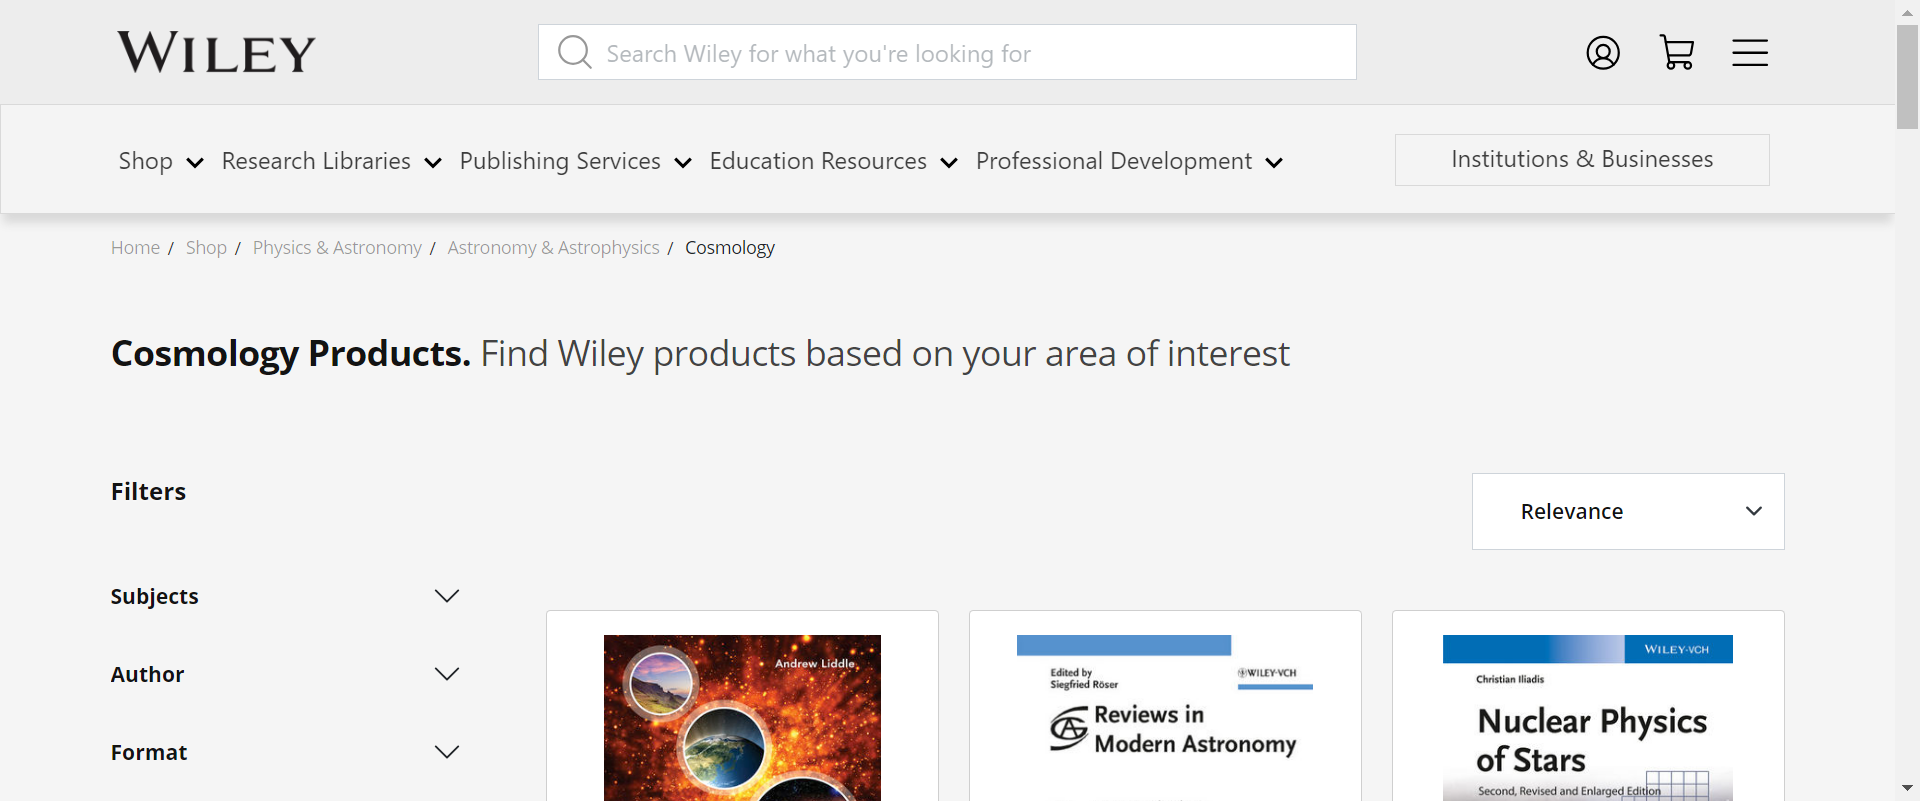 WILEY
Search Wiley for what you're looking for
Shop Research Libraries Publishing Services Education Resources Professional Development Institutions & Businesses
Home / Shop / Physics & Astronomy / Astronomy & Astrophysics / Cosmology
Cosmology Products. Find Wiley products based on your area of interest
Filters
Relevance
Subjects
Author
Format
Andrew Liddle
Edited by
Siegfried Röser
WILEY-VCH
Reviews in
Modern Astronomy
WILEY-VCH
Christian Iliadis
Nuclear Physics
of Stars
Second, Revised and Enlarged Edition